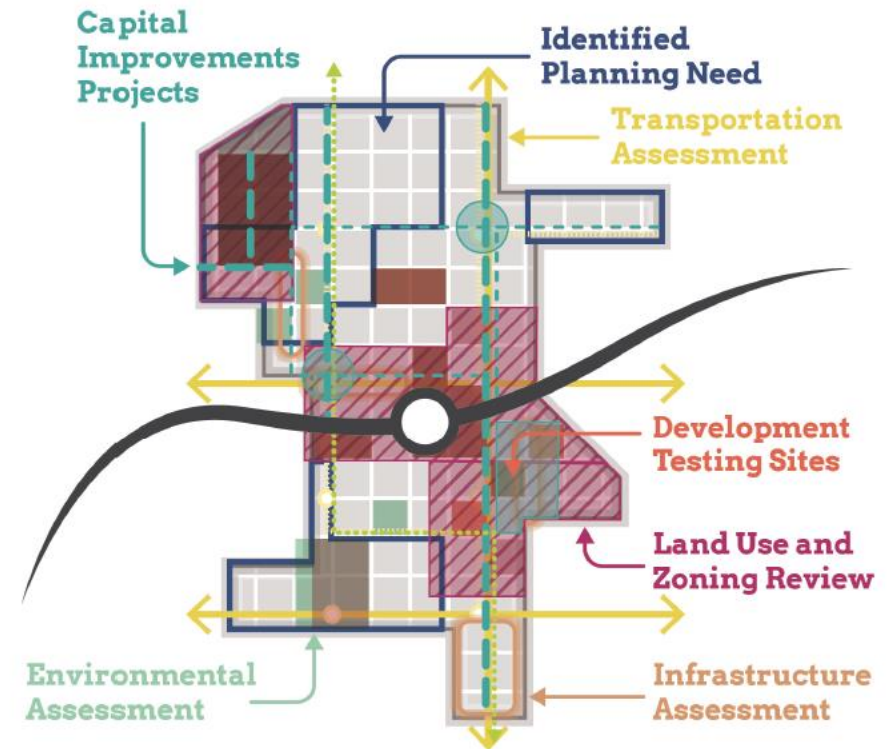 Capital
Improvements
Projects
Identified
Planning Need
Transportation
Assessment
Development
Testing Sites
Land Use and
Zoning Review
Environmental
Assessment
Infrastructure
Assessment